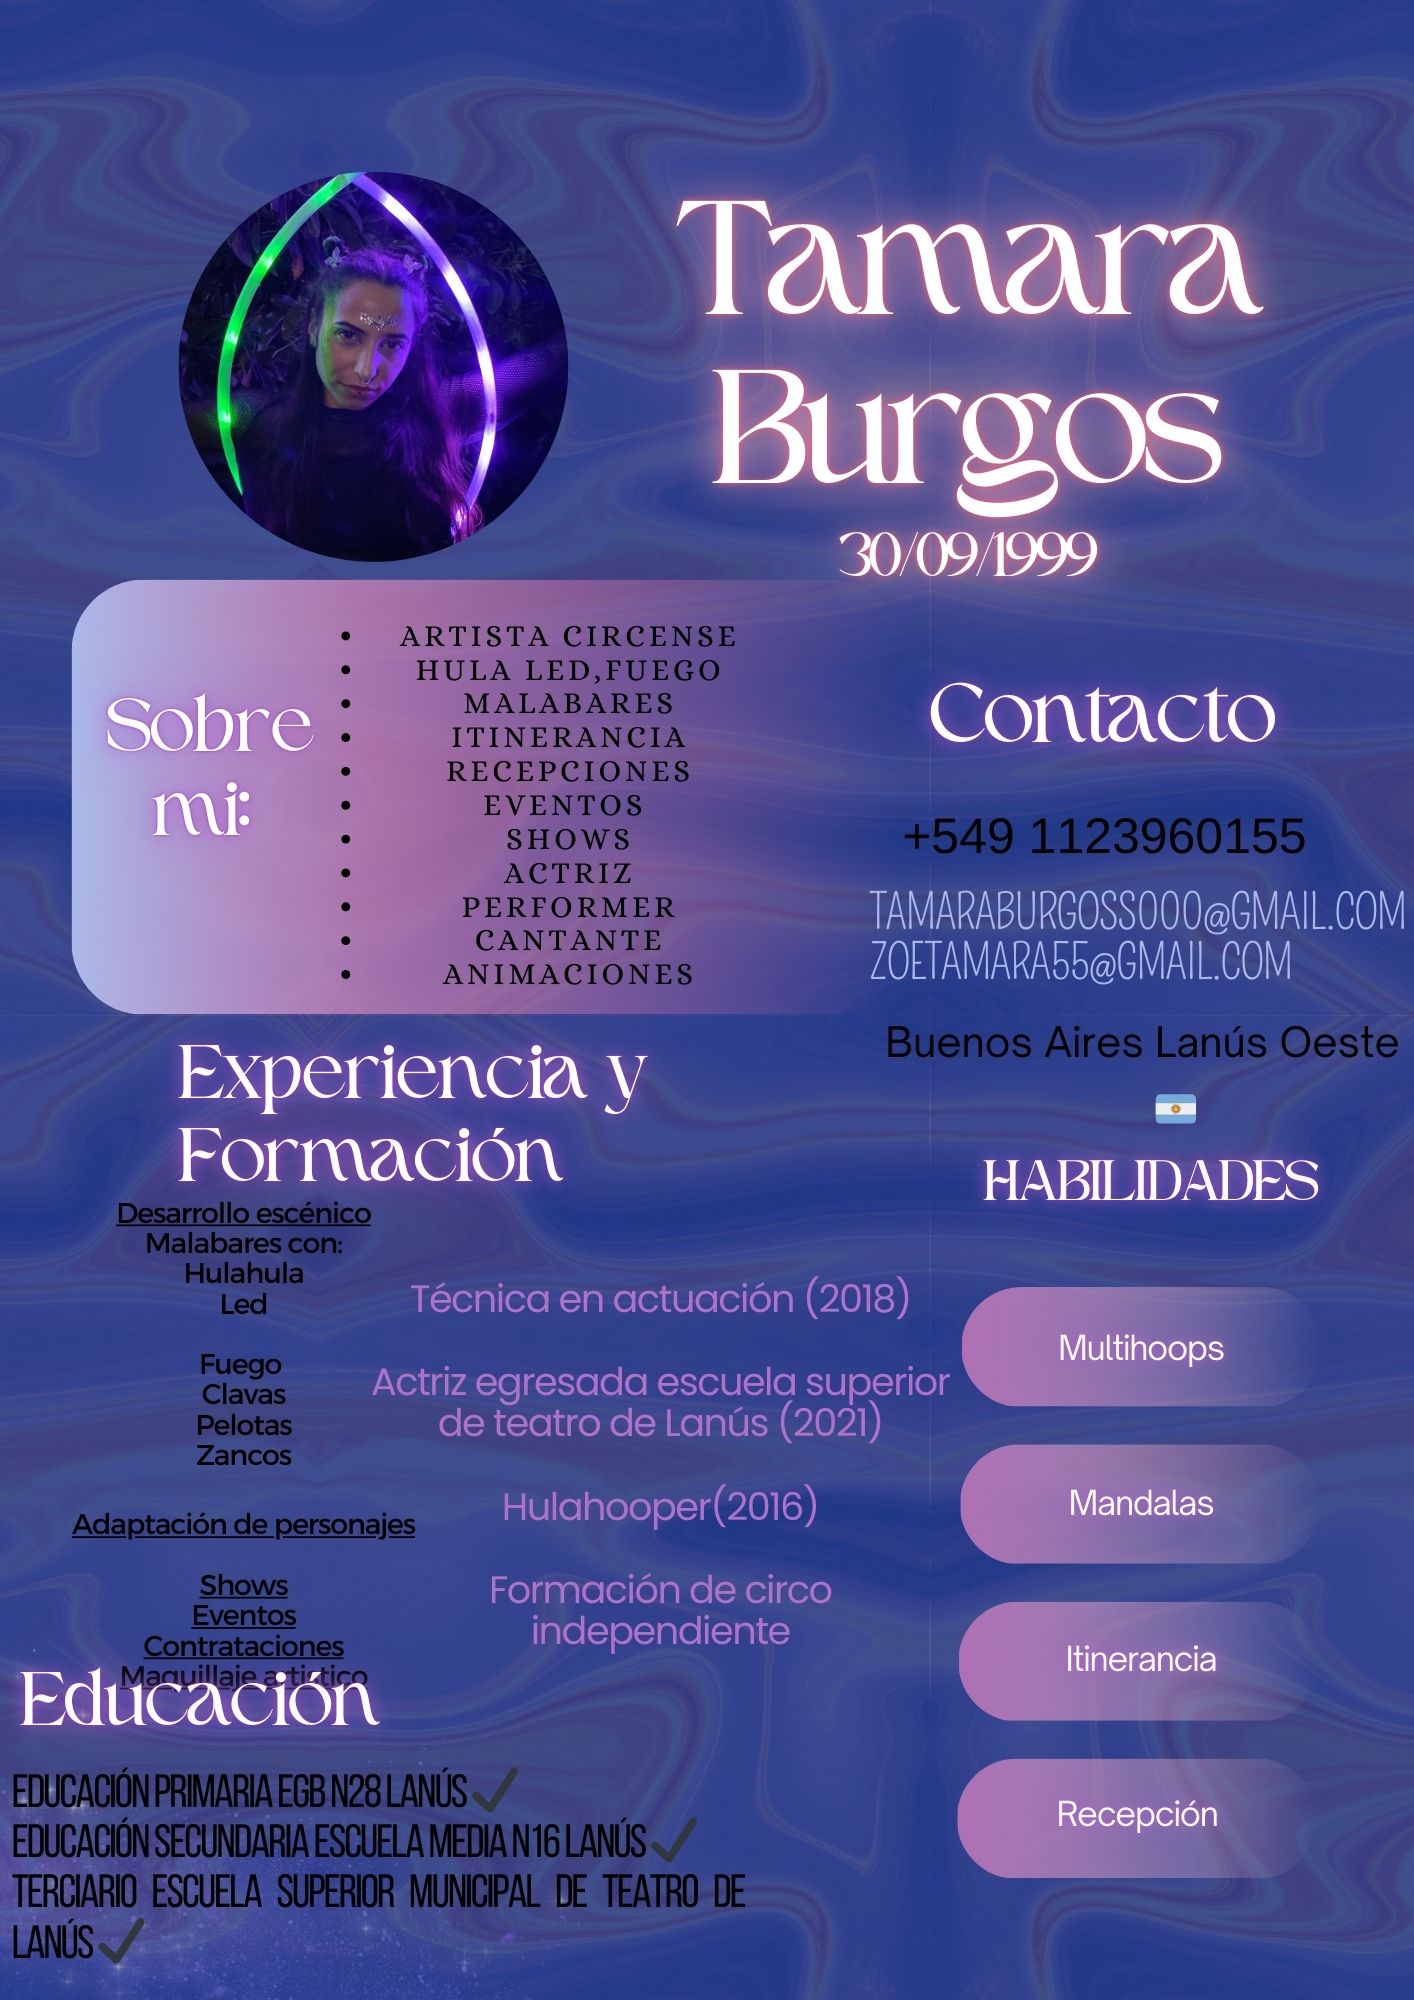 Tamara
Burgos
30/09/1999
Sobre
mi:
• ARTISTA CIRCENSE
• HULA LED,FUEGO
• MALABARES
• ITINERANCIA
• RECEPCIONES
• EVENTOS
• SHOWS
• ACTRIZ
• PERFORMER
• CANTANTE
• ANIMACIONES
Contacto
+549 1123960155
TAMARABURGOSS000@GMAIL.COM
ZOETAMARA55@GMAIL.COM
Buenos Aires Lanús Oeste
Experiencia y
Formación
Desarrollo escénico
Malabares con:
Hulahula
Led
Fuego
Clavas
Pelotas
Zancos
Adaptación de personajes
Shows
Eventos
Contrataciones
Maquillaje artistico
Técnica en actuación (2018)
Actriz egresada escuela superior
de teatro de Lanús (2021)
Hulahooper(2016)
Formación de circo
independiente
HABILIDADES
Multihoops
Mandalas
Itinerancia
Recepción
Educación
EDUCACIÓN PRIMARIA EGB N28 LANÚS ✔
EDUCACIÓN SECUNDARIA ESCUELA MEDIA N16 LANÚS ✔
TERCIARIO ESCUELA SUPERIOR MUNICIPAL DE TEATRO DE
LANÚS ✔